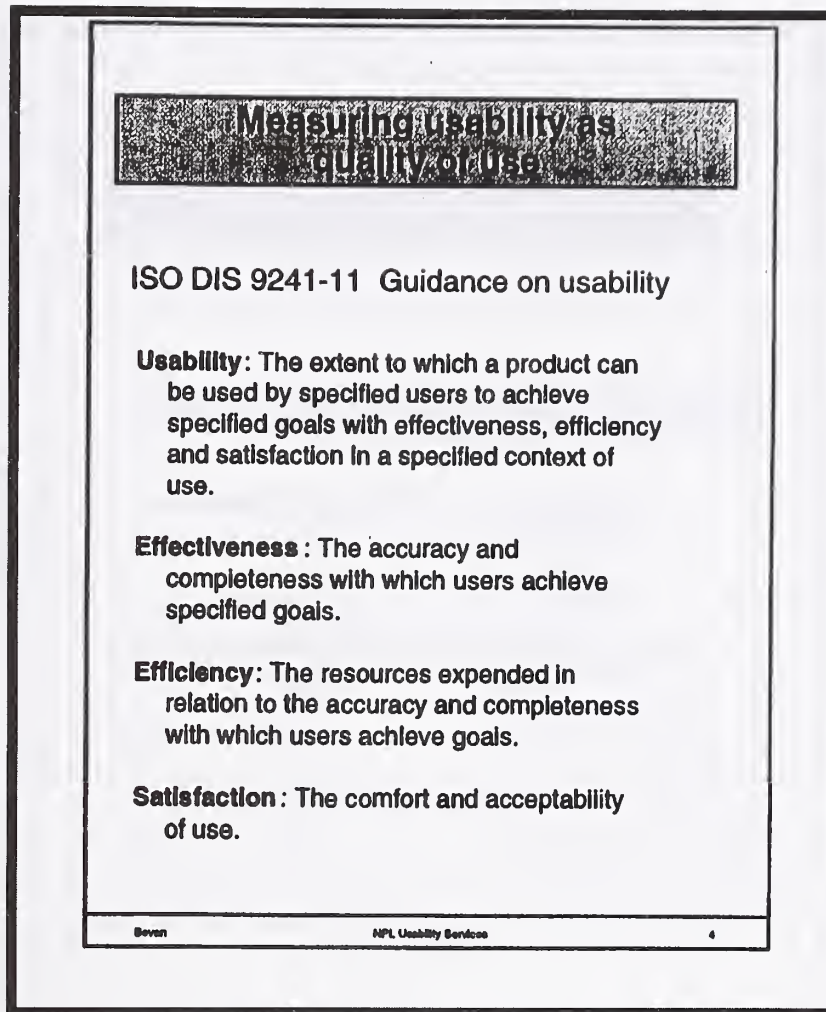 Measuring usability as
quality of use
ISO DIS 9241-11 Guidance on usability
Usability: The extent to which a product can
be used by specified users to achieve
specified goals with effectiveness, efficiency
and satisfaction in a specified context of
use.
Effectiveness : The accuracy and
completeness with which users achieve
specified goals.
Efficiency: The resources expended in
relation to the accuracy and completeness
with which users achieve goals.
Satisfaction : The comfort and acceptability
of use.
Bevan NPL Usability Services 4